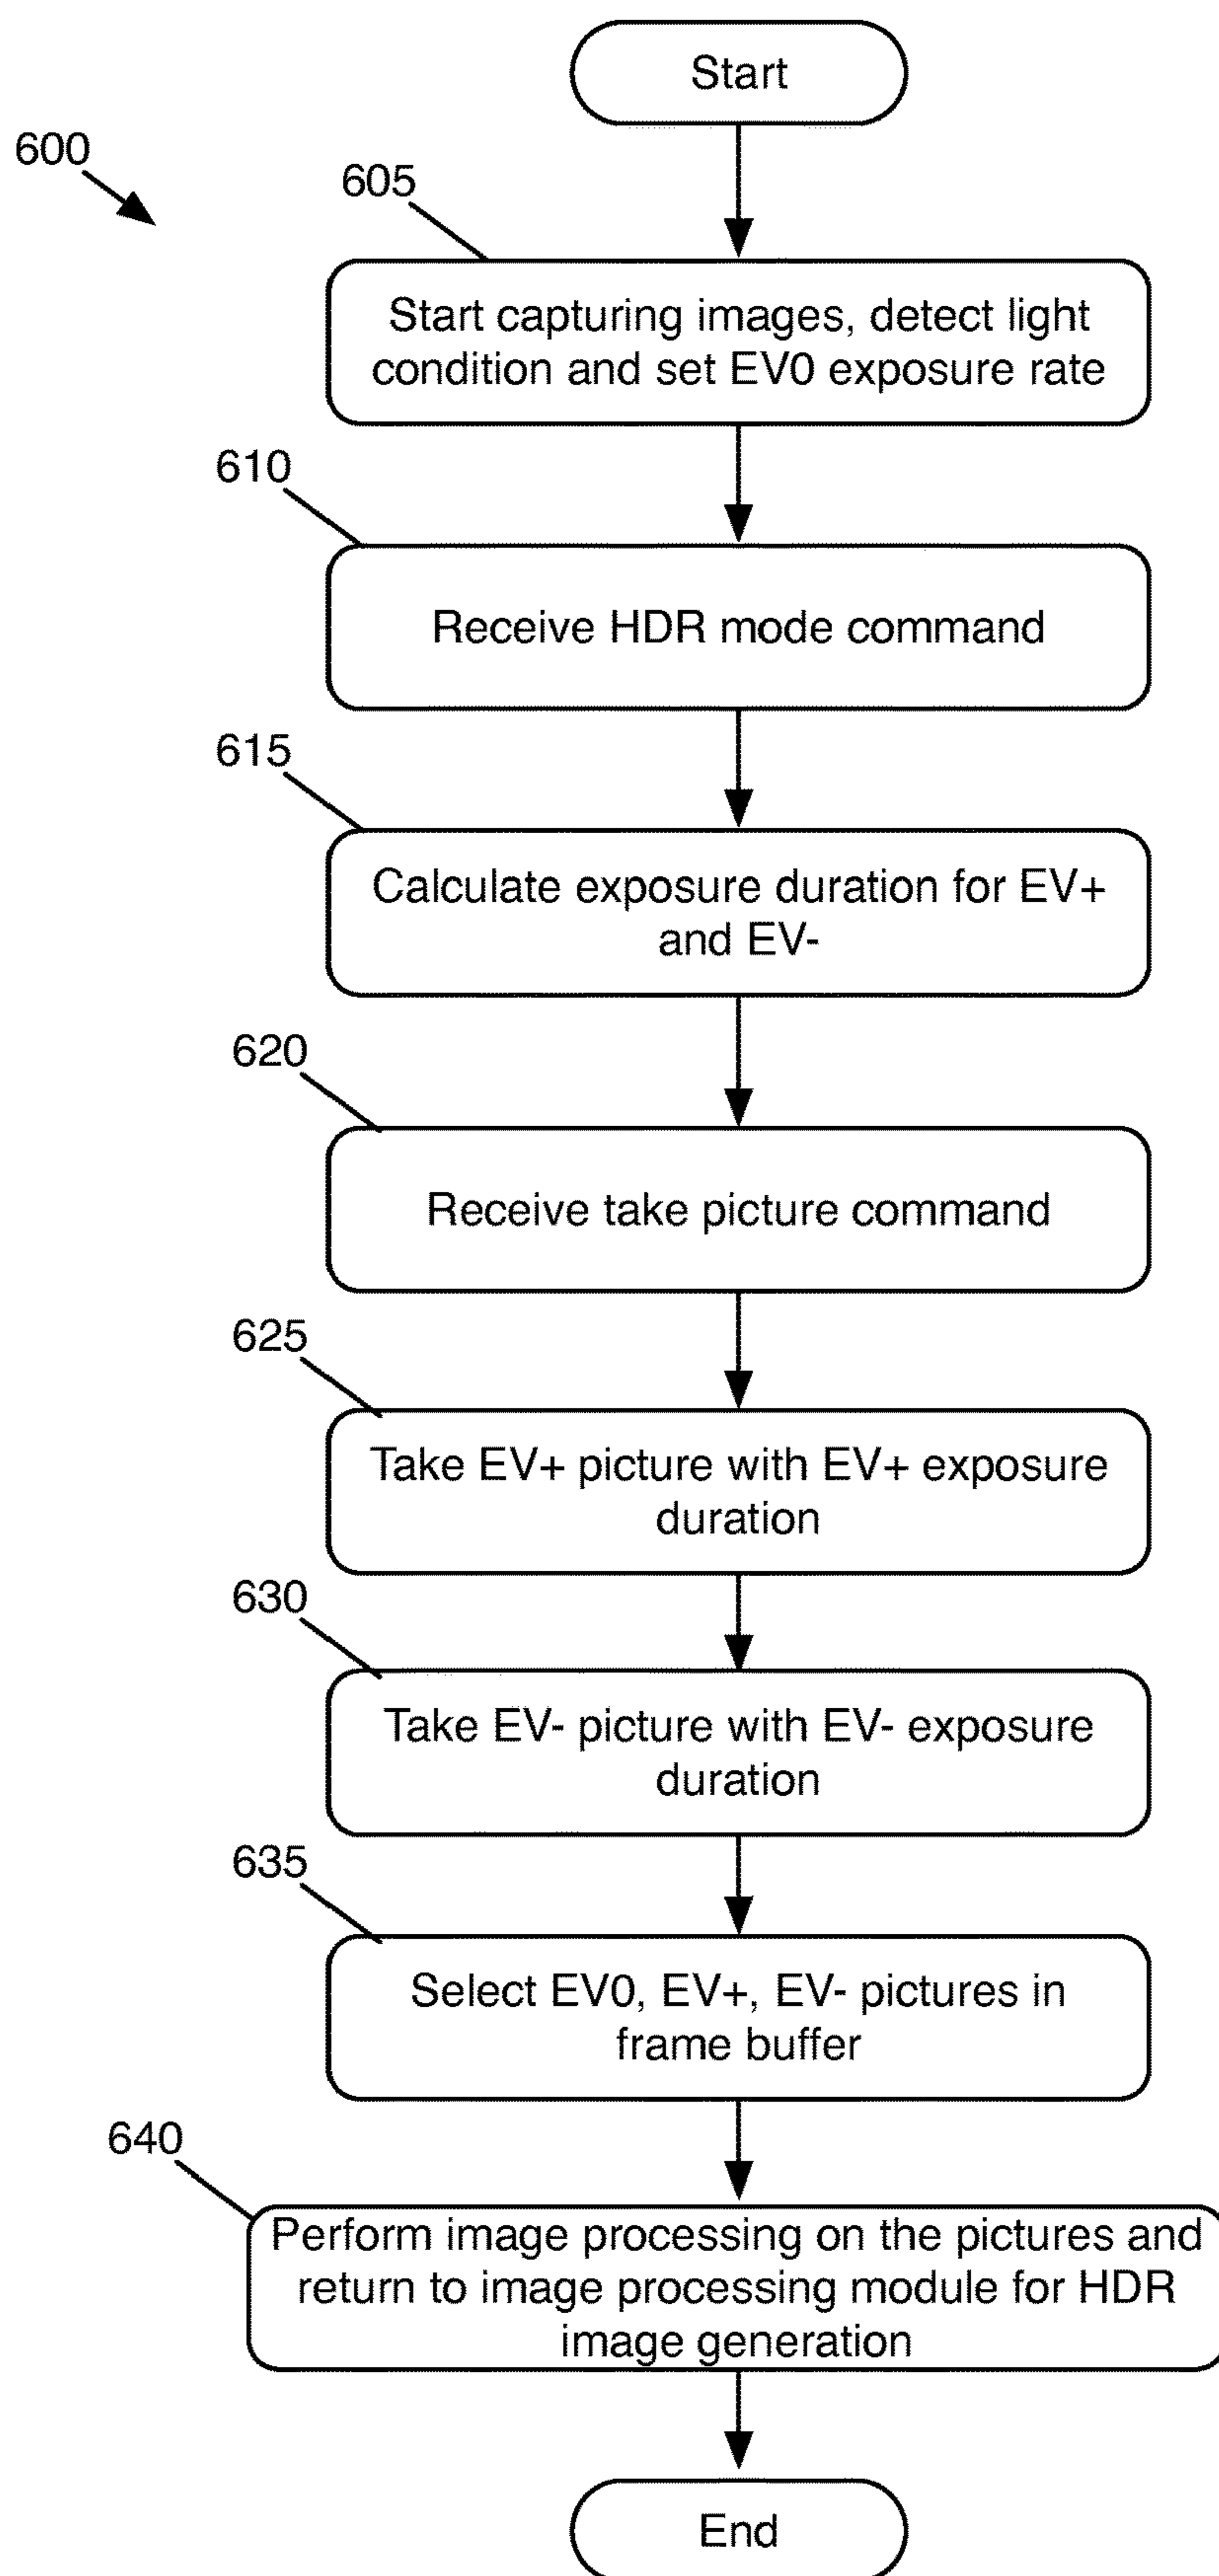 Start
600
605
Start capturing images, detect light
condition and set EV0 exposure rate
610
Receive HDR mode command
615
Calculate exposure duration for EV+
and EV-
620
Receive take picture command
625
Take EV+ picture with EV+ exposure
duration
630
Take EV- picture with EV- exposure
duration
635
Select EV0, EV+, EV- pictures in
frame buffer
640
Perform image processing on the pictures and
return to image processing module for HDR
image generation
End